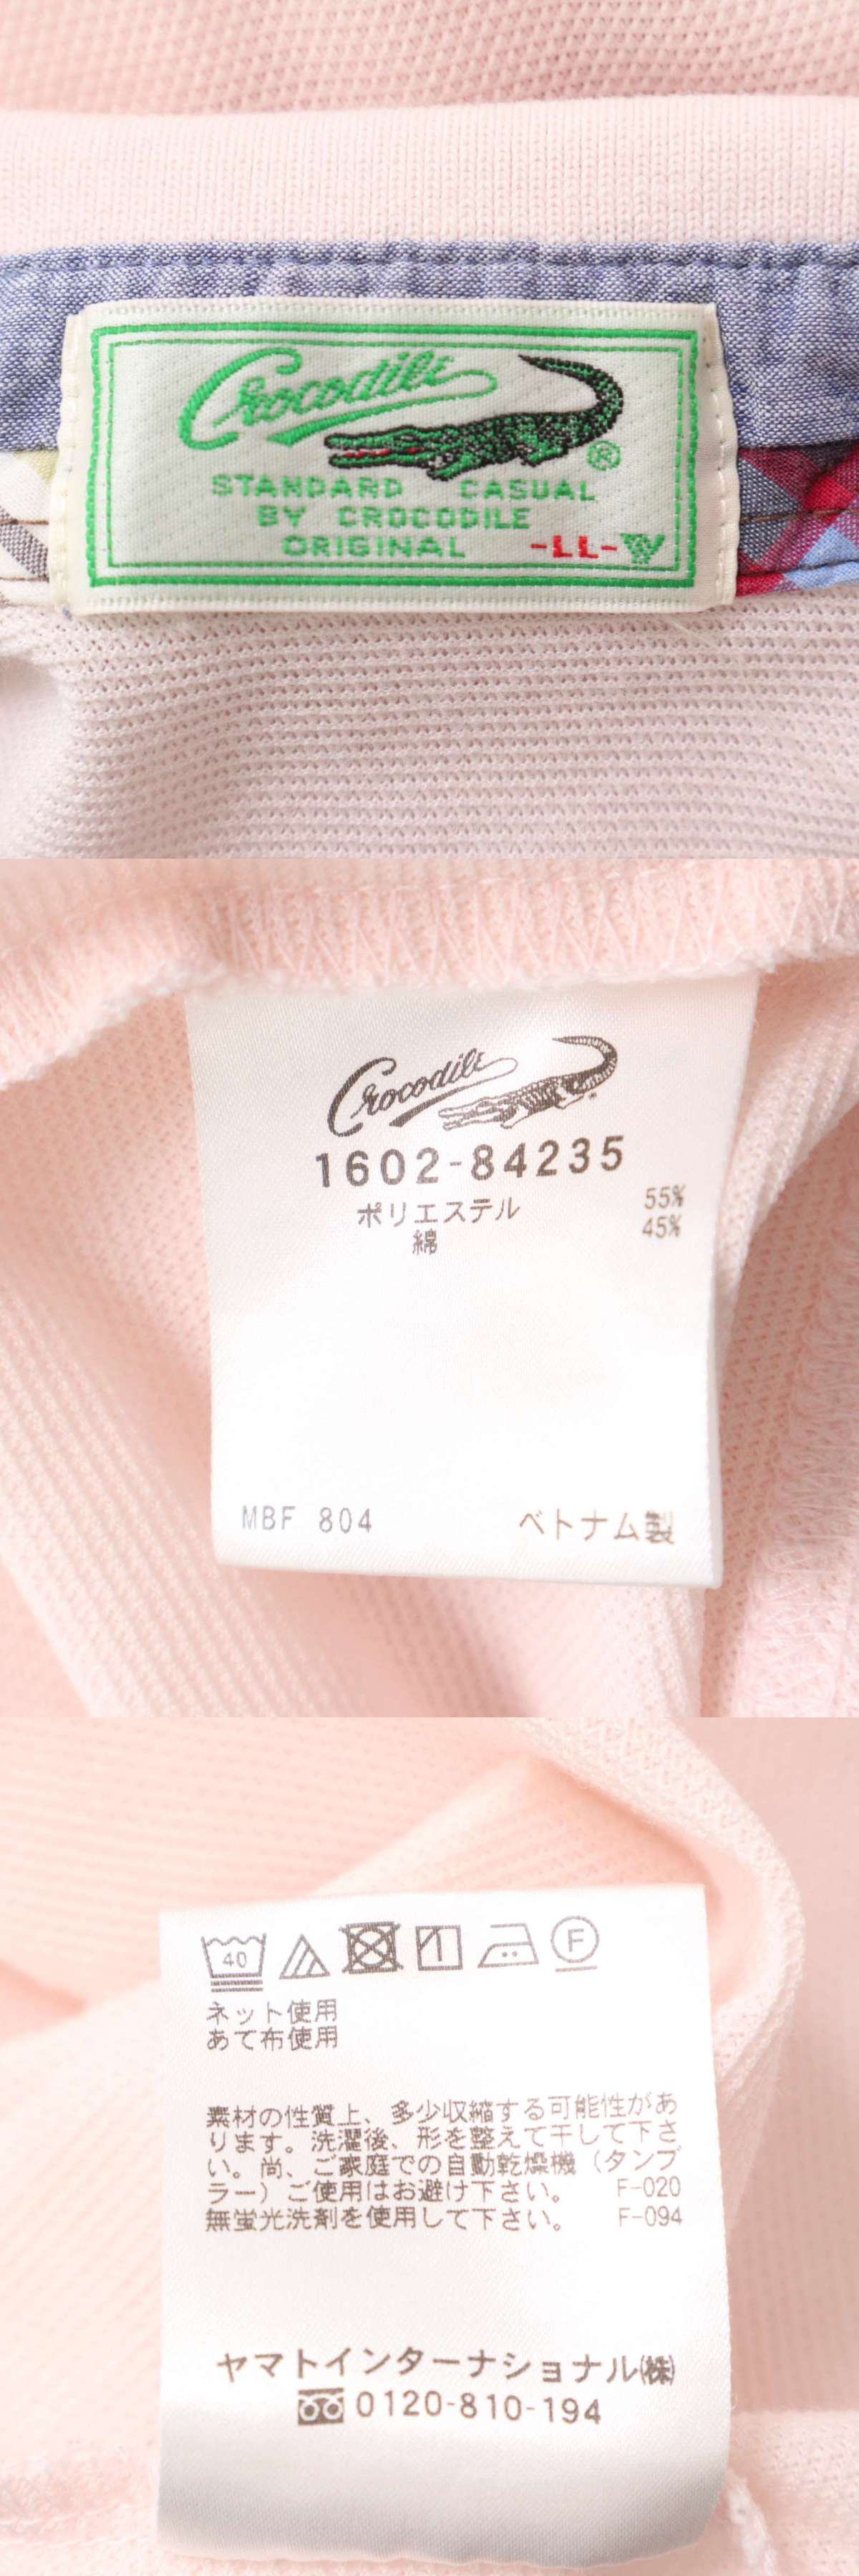 Crocodile
®
STANDARD CASUAL
BY CROCODILE
ORIGINAL -LL-
Crocodile
1602-84235
ポリエステル 55%
綿 45%
MBF 804 ベトナム製
40 F
ネット使用
あて布使用
素材の性質上、多少収縮する可能性があ
ります。洗濯後、形を整えて干して下さ
い。尚、ご家庭での自動乾燥機（タンブ
ラー）ご使用はお避け下さい。 F-020
無蛍光洗剤を使用して下さい。 F-094
ヤマトインターナショナル㈱
0120-810-194